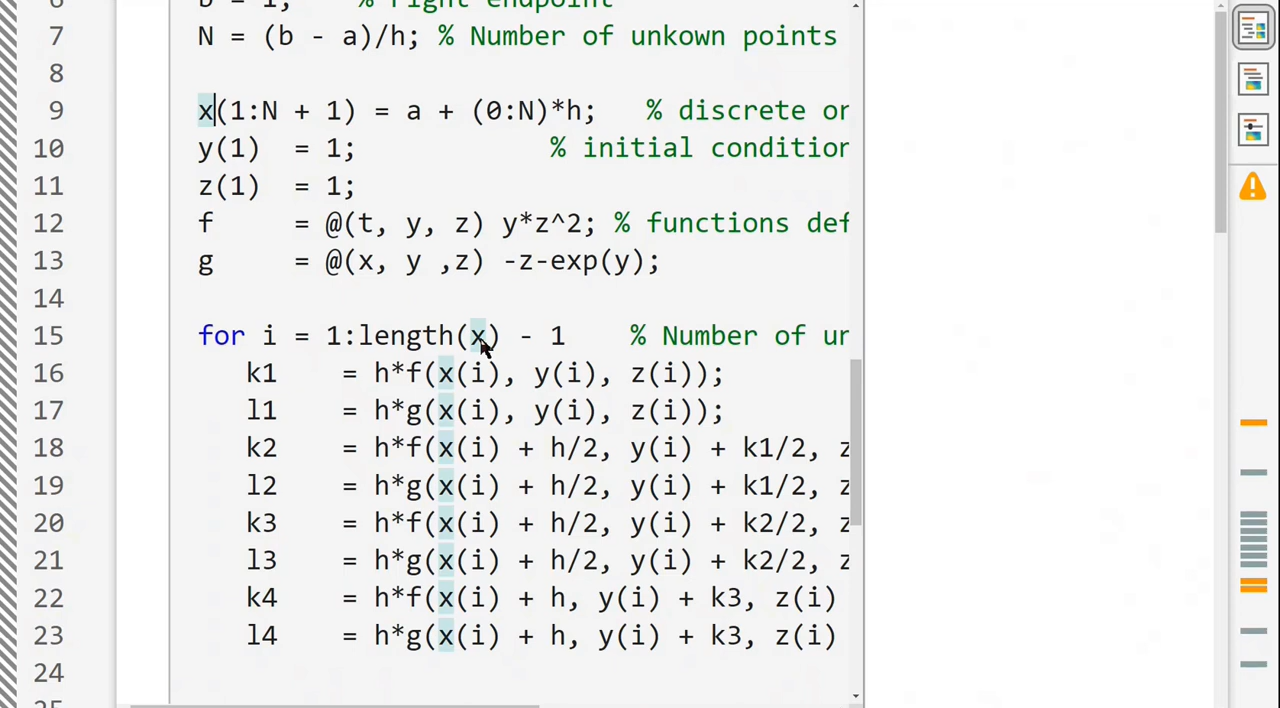 6
7 N = (b - a)/h; % Number of unkown points
8
9 x(1:N + 1) = a + (0:N)*h; % discrete or
10 y(1) = 1; % initial condition
11 z(1) = 1;
12 f = @(t, y, z) y*z^2; % functions def
13 g = @(x, y ,z) -z-exp(y);
14
15 for i = 1:length(x) - 1 % Number of un
16 k1 = h*f(x(i), y(i), z(i));
17 l1 = h*g(x(i), y(i), z(i));
18 k2 = h*f(x(i) + h/2, y(i) + k1/2, z
19 l2 = h*g(x(i) + h/2, y(i) + k1/2, z
20 k3 = h*f(x(i) + h/2, y(i) + k2/2, z
21 l3 = h*g(x(i) + h/2, y(i) + k2/2, z
22 k4 = h*f(x(i) + h, y(i) + k3, z(i)
23 l4 = h*g(x(i) + h, y(i) + k3, z(i)
24